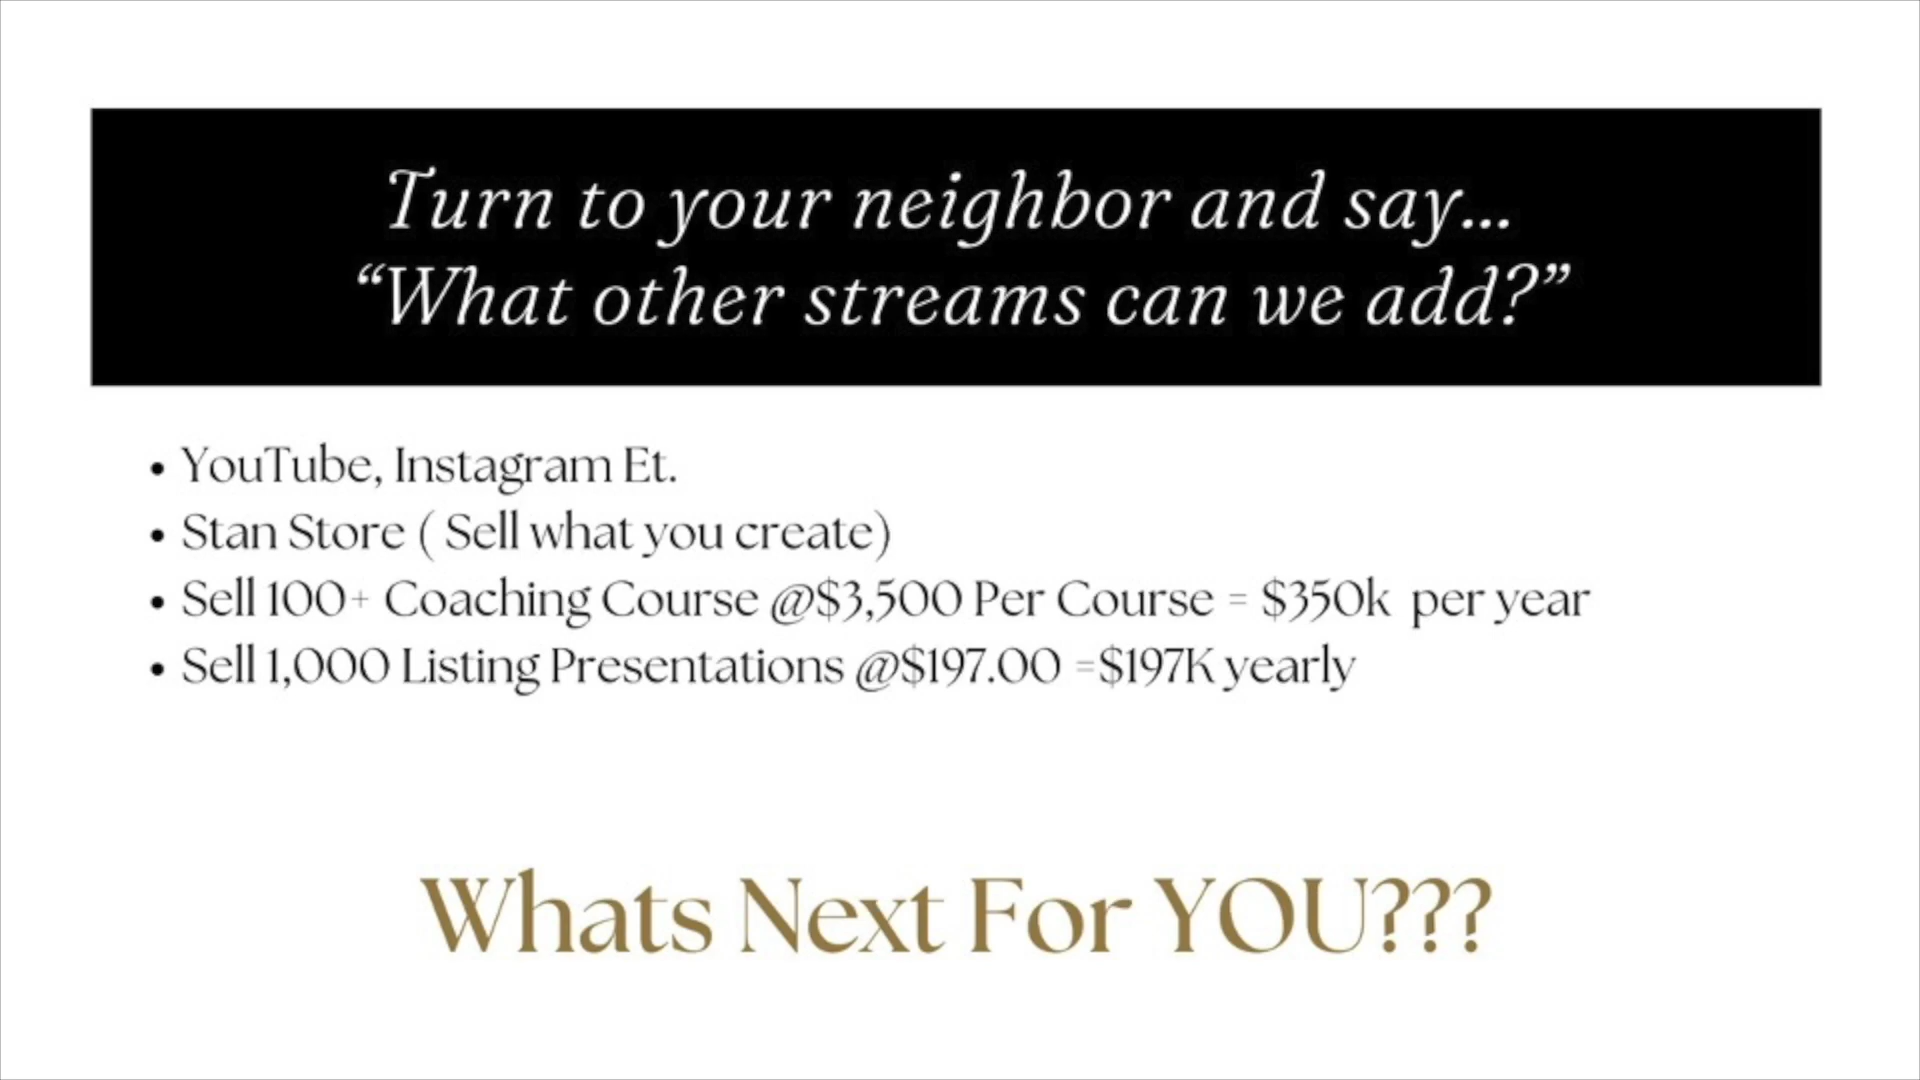 Turn to your neighbor and say...
“What other streams can we add?”
• YouTube, Instagram Et.
• Stan Store ( Sell what you create)
• Sell 100+ Coaching Course @$3,500 Per Course = $350k per year
• Sell 1,000 Listing Presentations @$197.00 =$197K yearly
Whats Next For YOU???